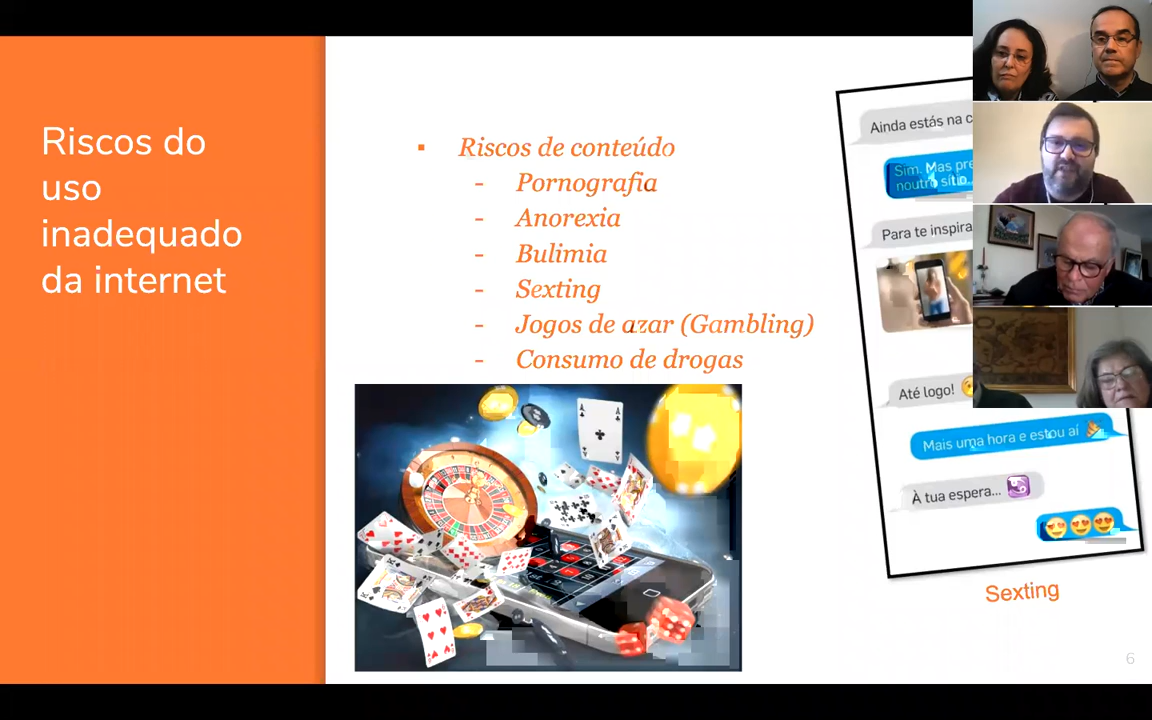 Riscos do
uso
inadequado
da internet
▪ Riscos de conteúdo
- Pornografia
- Anorexia
- Bulimia
- Sexting
- Jogos de azar (Gambling)
- Consumo de drogas
Ainda estás na c
Sim. Mas pre
noutro sítio...
Para te inspira
Até logo!
Mais uma hora e estou aí
À tua espera...
Sexting
6